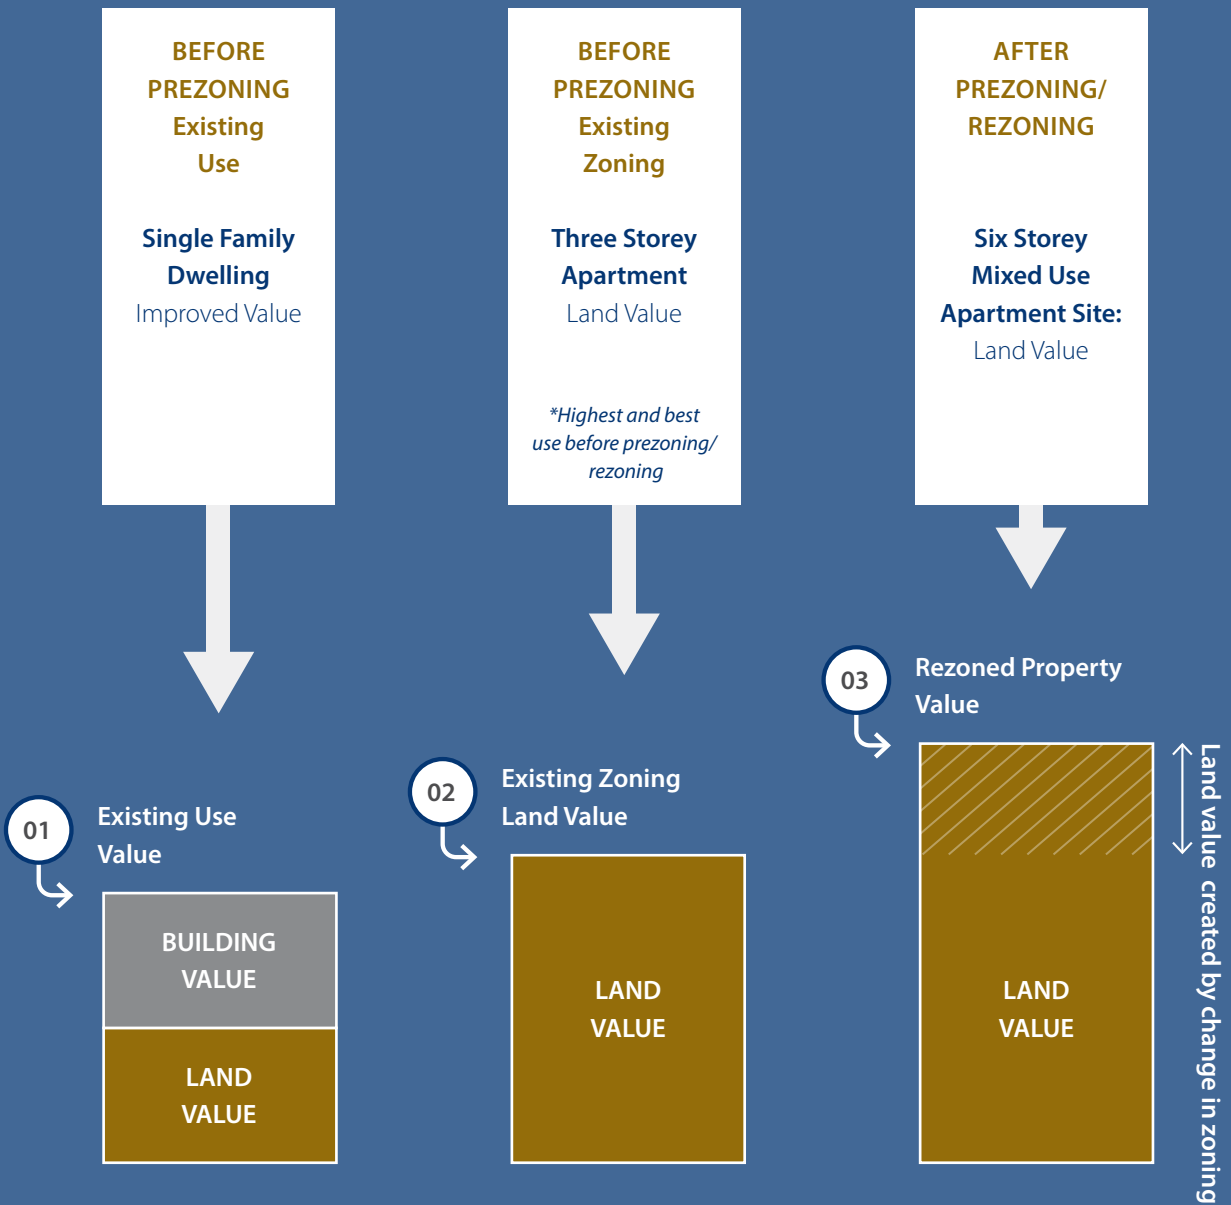 BEFORE
PREZONING
Existing
Use
Single Family
Dwelling
Improved Value
BEFORE
PREZONING
Existing
Zoning
Three Storey
Apartment
Land Value
*Highest and best
use before prezoning/
rezoning
AFTER
PREZONING/
REZONING
Six Storey
Mixed Use
Apartment Site:
Land Value
01
Existing Use
Value
BUILDING
VALUE
LAND
VALUE
02
Existing Zoning
Land Value
LAND
VALUE
03
Rezoned Property
Value
LAND
VALUE
Land value created by change in zoning